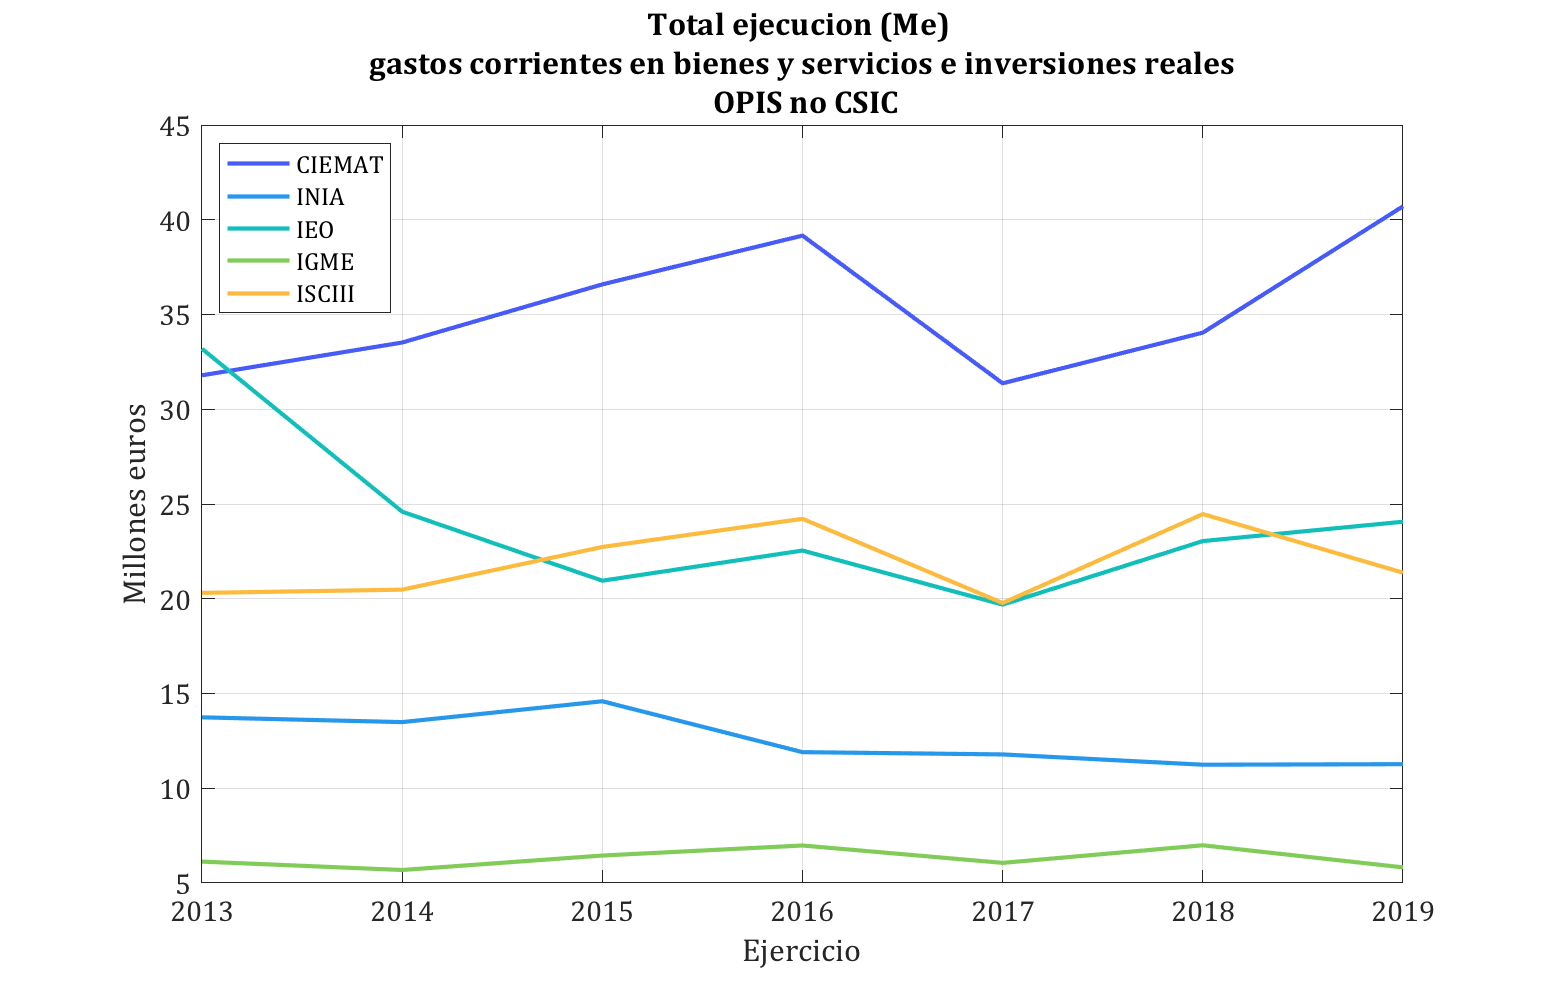 Total ejecucion (Me)
gastos corrientes en bienes y servicios e inversiones reales
OPIS no CSIC
45
40
35
30
25
20
15
10
5
Millones euros
CIEMAT
INIA
IEO
IGME
ISCIII
2013
2014
2015
2016
2017
2018
2019
Ejercicio